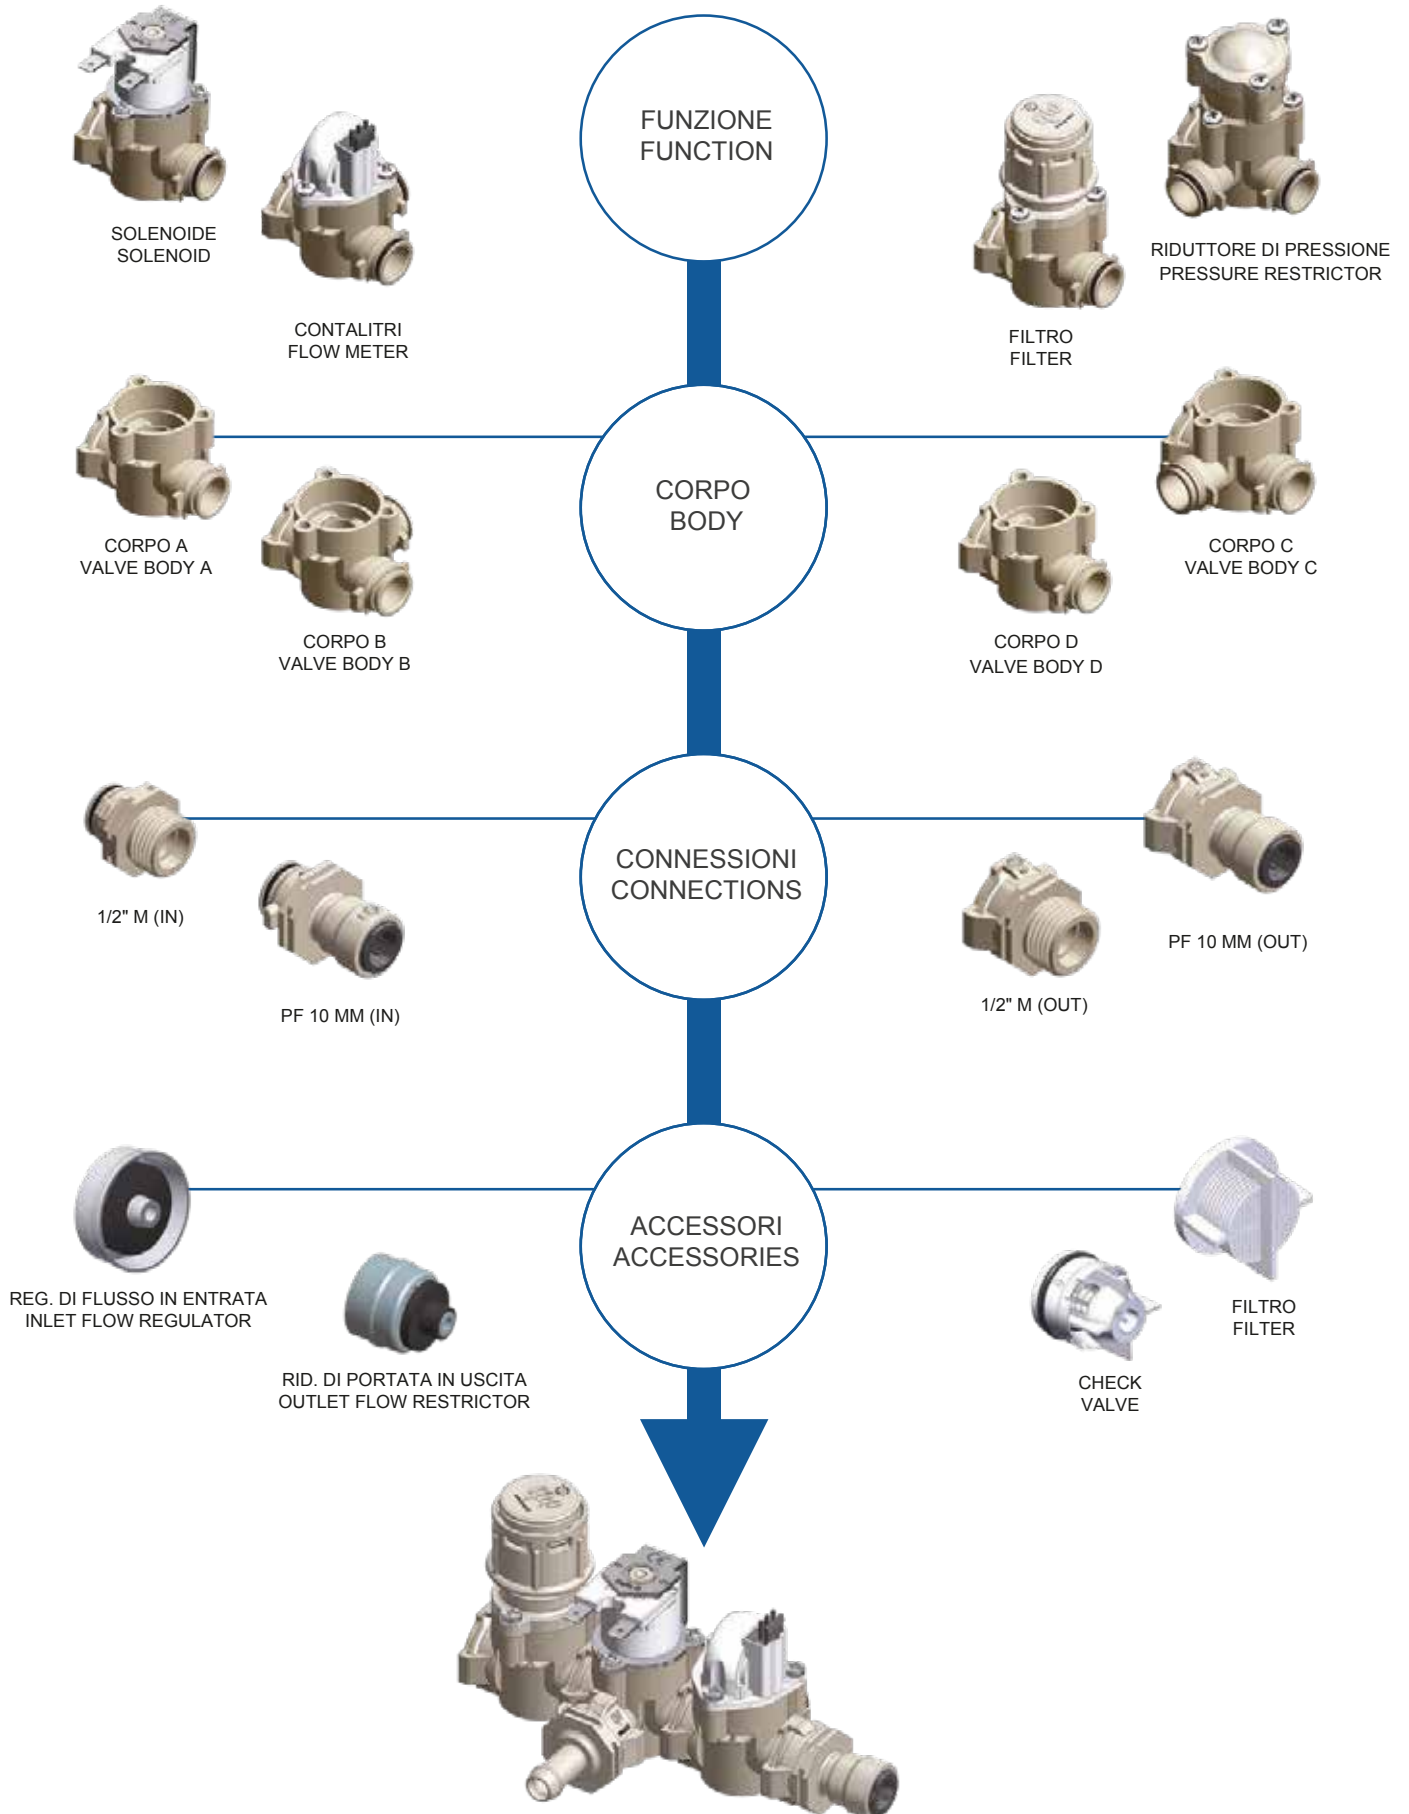 FUNZIONE
FUNCTION
SOLENOIDE
SOLENOID
CONTALITRI
FLOW METER
FILTRO
FILTER
RIDUTTORE DI PRESSIONE
PRESSURE RESTRICTOR
CORPO
BODY
CORPO A
VALVE BODY A
CORPO B
VALVE BODY B
CORPO D
VALVE BODY D
CORPO C
VALVE BODY C
CONNESSIONI
CONNECTIONS
1/2" M (IN)
PF 10 MM (IN)
1/2" M (OUT)
PF 10 MM (OUT)
ACCESSORI
ACCESSORIES
REG. DI FLUSSO IN ENTRATA
INLET FLOW REGULATOR
RID. DI PORTATA IN USCITA
OUTLET FLOW RESTRICTOR
CHECK
VALVE
FILTRO
FILTER